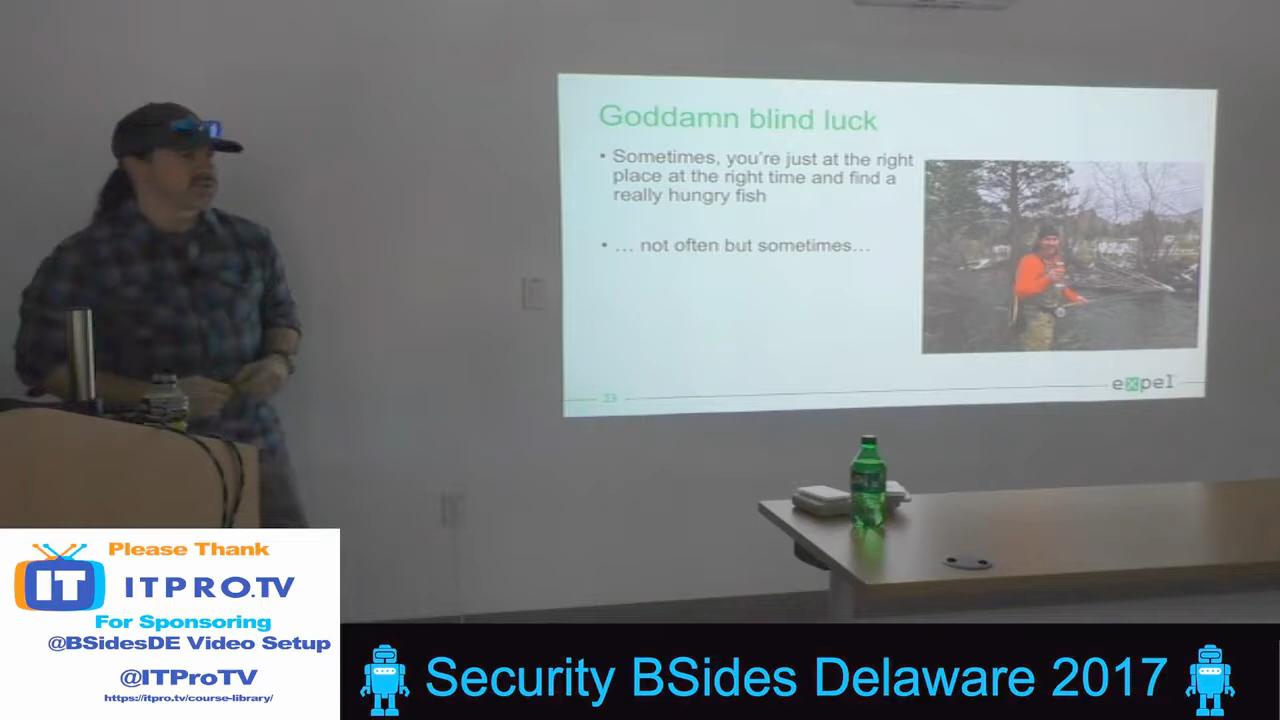 Goddamn blind luck
• Sometimes, you're just at the right
place at the right time and find a
really hungry fish
• … not often but sometimes…
23
expel
Please Thank
IT
ITPRO.TV
For Sponsoring
@BSidesDE Video Setup
@ITProTV
https://itpro.tv/course-library/
Security BSides Delaware 2017